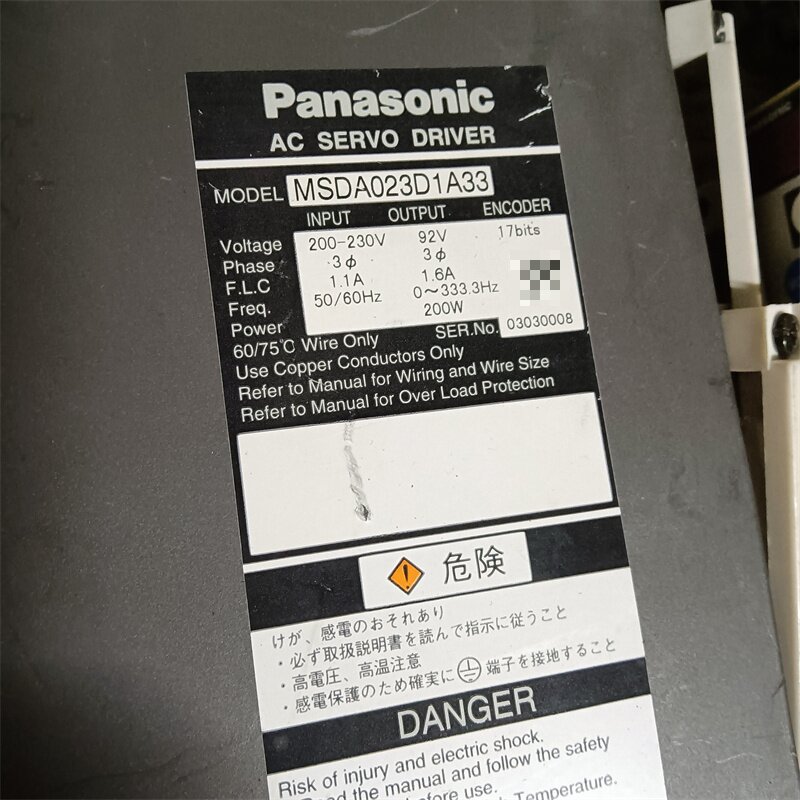 Panasonic
AC SERVO DRIVER
MODEL MSDA023D1A33
INPUT OUTPUT ENCODER
Voltage 200-230V 92V 17bits
Phase 3ϕ 3ϕ
F.L.C 1.1A 1.6A
Freq. 50/60Hz 0～333.3Hz
Power 200W
60/75°C Wire Only SER.No. 03030008
Use Copper Conductors Only
Refer to Manual for Wiring and Wire Size
Refer to Manual for Over Load Protection
危険
けが、感電のおそれあり
・必ず取扱説明書を読んで指示に従うこと
・高電圧、高温注意
・感電保護のため確実に端子を接地すること
DANGER
Risk of injury and electric shock.
Read the manual and follow the safety
before use.
Temperature.